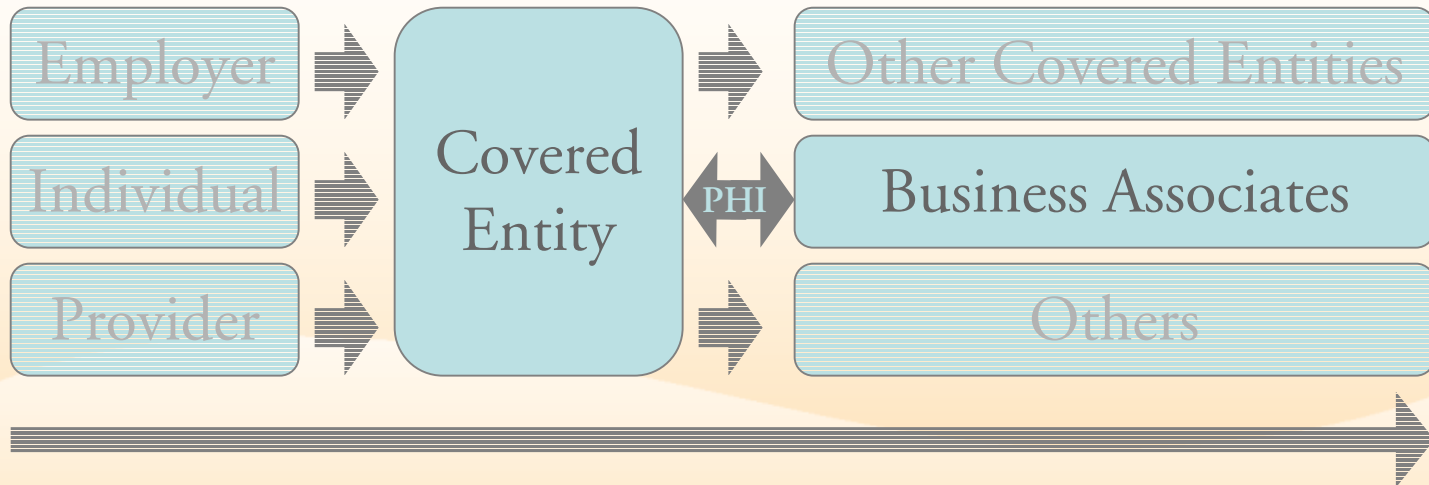 Employer
Individual
Provider
Covered
Entity
PHI
Other Covered Entities
Business Associates
Others